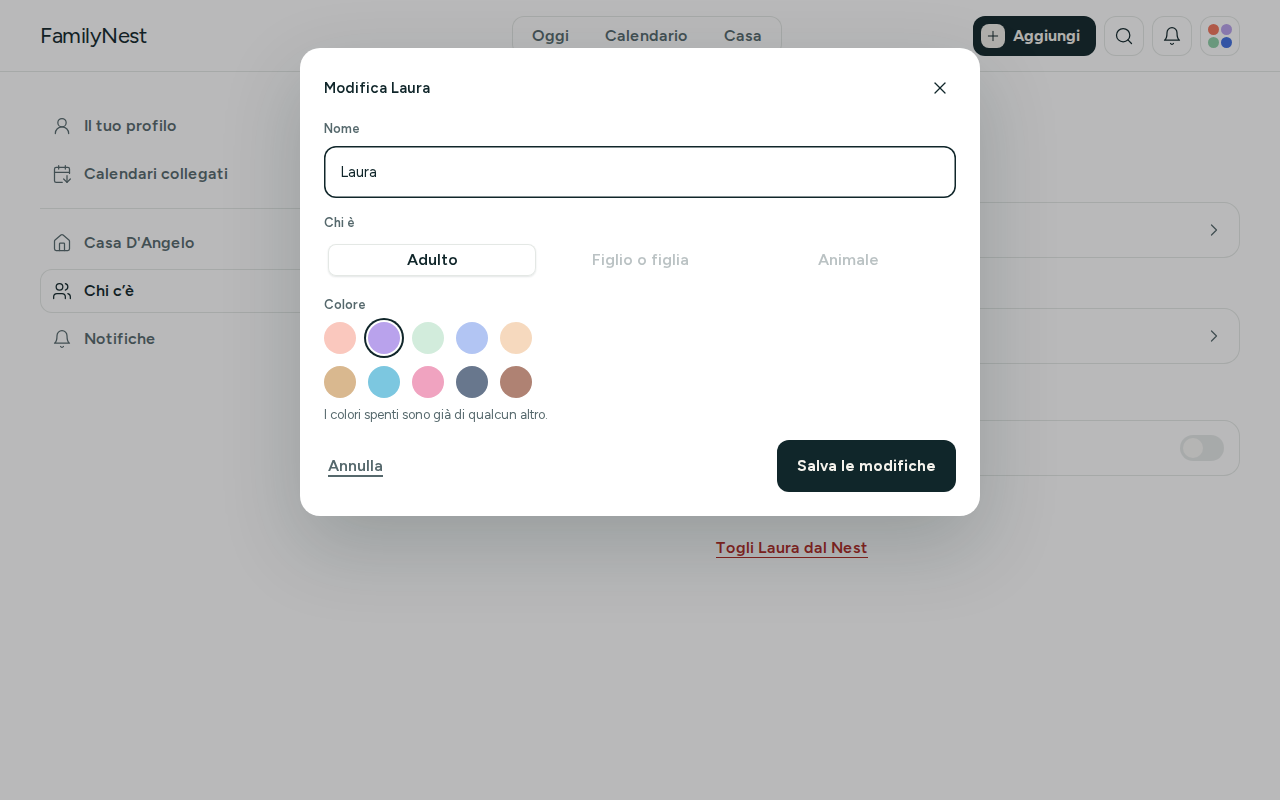 FamilyNest
Oggi
Calendario
Casa
Aggiungi
Il tuo profilo
Calendari collegati
Casa D'Angelo
Chi c'è
Notifiche
Modifica Laura
Nome
Laura
Chi è
Adulto
Figlio o figlia
Animale
Colore
I colori spenti sono già di qualcun altro.
Annulla
Salva le modifiche
Togli Laura dal Nest